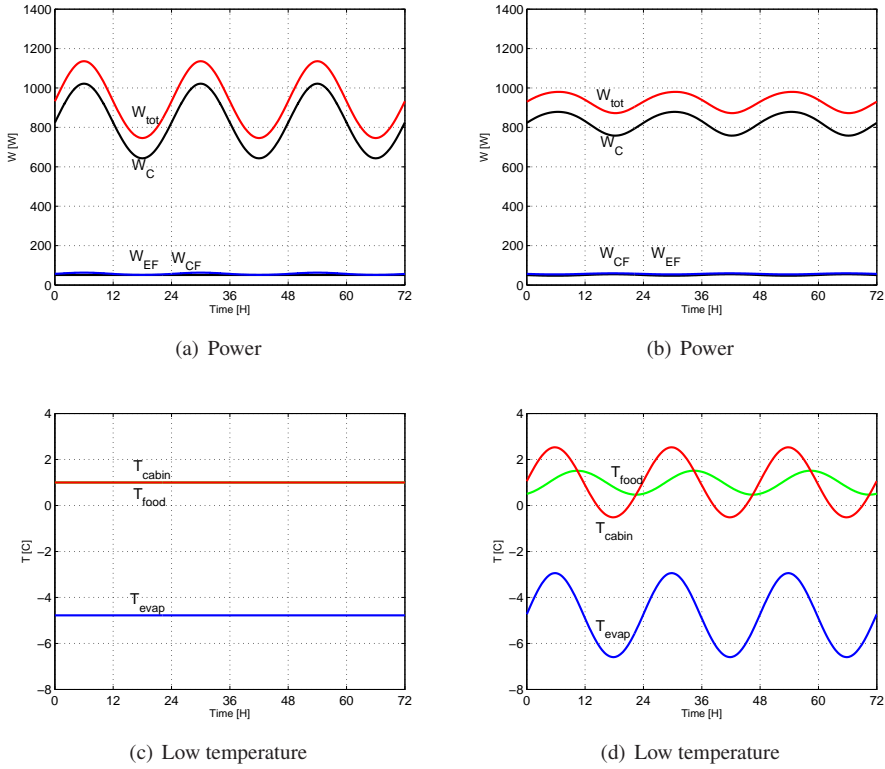 1400
1200
1000
800
600
400
200
0
W [W]
W_tot
W_C
W_EF
W_CF
0 12 24 36 48 60 72
Time [H]
(a) Power
1400
1200
1000
800
600
400
200
0
W [W]
W_tot
W_C
W_CF
W_EF
0 12 24 36 48 60 72
Time [H]
(b) Power
4
2
0
−2
−4
−6
−8
T [C]
T_cabin
T_food
T_evap
0 12 24 36 48 60 72
Time [H]
(c) Low temperature
4
2
0
−2
−4
−6
−8
T [C]
T_food
T_cabin
T_evap
0 12 24 36 48 60 72
Time [H]
(d) Low temperature